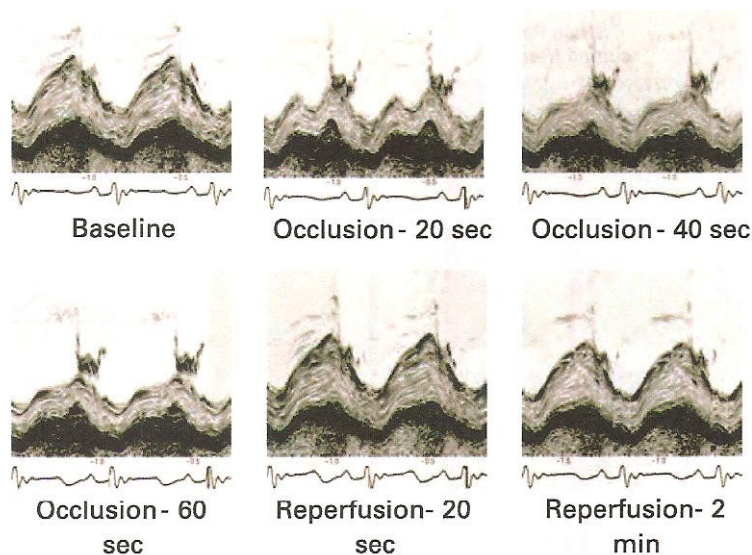 Baseline
Occlusion - 20 sec
Occlusion - 40 sec
Occlusion - 60
sec
Reperfusion- 20
sec
Reperfusion- 2
min